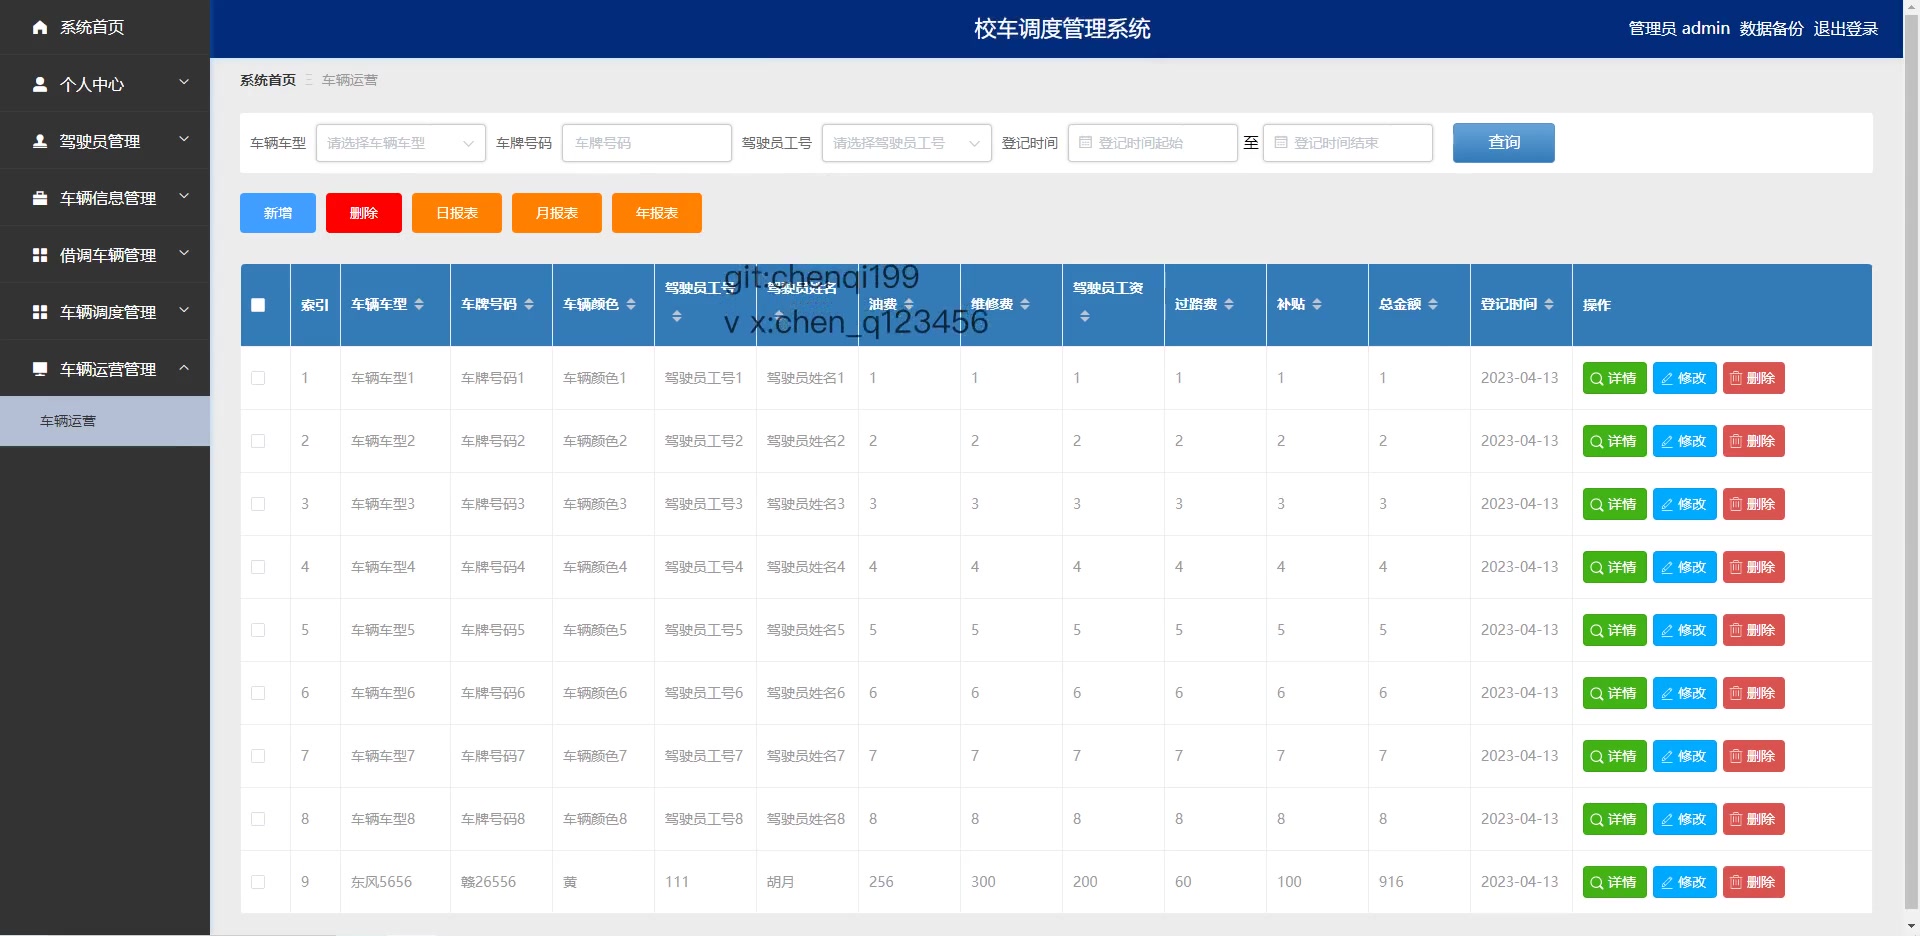 系统首页
个人中心
驾驶员管理
车辆信息管理
借调车辆管理
车辆调度管理
车辆运营管理
车辆运营
校车调度管理系统
管理员 admin 数据备份 退出登录
系统首页 车辆运营
车辆车型 请选择车辆车型 车牌号码 车牌号码 驾驶员工号 请选择驾驶员工号 登记时间 登记时间起始 至 登记时间结束 查询
新增 删除 日报表 月报表 年报表
git:chenqi199
v x:chen_q123456
索引 车辆车型 车牌号码 车辆颜色 驾驶员工号 驾驶员姓名 油费 维修费 驾驶员工资 过路费 补贴 总金额 登记时间 操作
1 车辆车型1 车牌号码1 车辆颜色1 驾驶员工号1 驾驶员姓名1 1 1 1 1 1 1 2023-04-13 详情 修改 删除
2 车辆车型2 车牌号码2 车辆颜色2 驾驶员工号2 驾驶员姓名2 2 2 2 2 2 2 2023-04-13 详情 修改 删除
3 车辆车型3 车牌号码3 车辆颜色3 驾驶员工号3 驾驶员姓名3 3 3 3 3 3 3 2023-04-13 详情 修改 删除
4 车辆车型4 车牌号码4 车辆颜色4 驾驶员工号4 驾驶员姓名4 4 4 4 4 4 4 2023-04-13 详情 修改 删除
5 车辆车型5 车牌号码5 车辆颜色5 驾驶员工号5 驾驶员姓名5 5 5 5 5 5 5 2023-04-13 详情 修改 删除
6 车辆车型6 车牌号码6 车辆颜色6 驾驶员工号6 驾驶员姓名6 6 6 6 6 6 6 2023-04-13 详情 修改 删除
7 车辆车型7 车牌号码7 车辆颜色7 驾驶员工号7 驾驶员姓名7 7 7 7 7 7 7 2023-04-13 详情 修改 删除
8 车辆车型8 车牌号码8 车辆颜色8 驾驶员工号8 驾驶员姓名8 8 8 8 8 8 8 2023-04-13 详情 修改 删除
9 东风5656 赣26556 黄 111 胡月 256 300 200 60 100 916 2023-04-13 详情 修改 删除